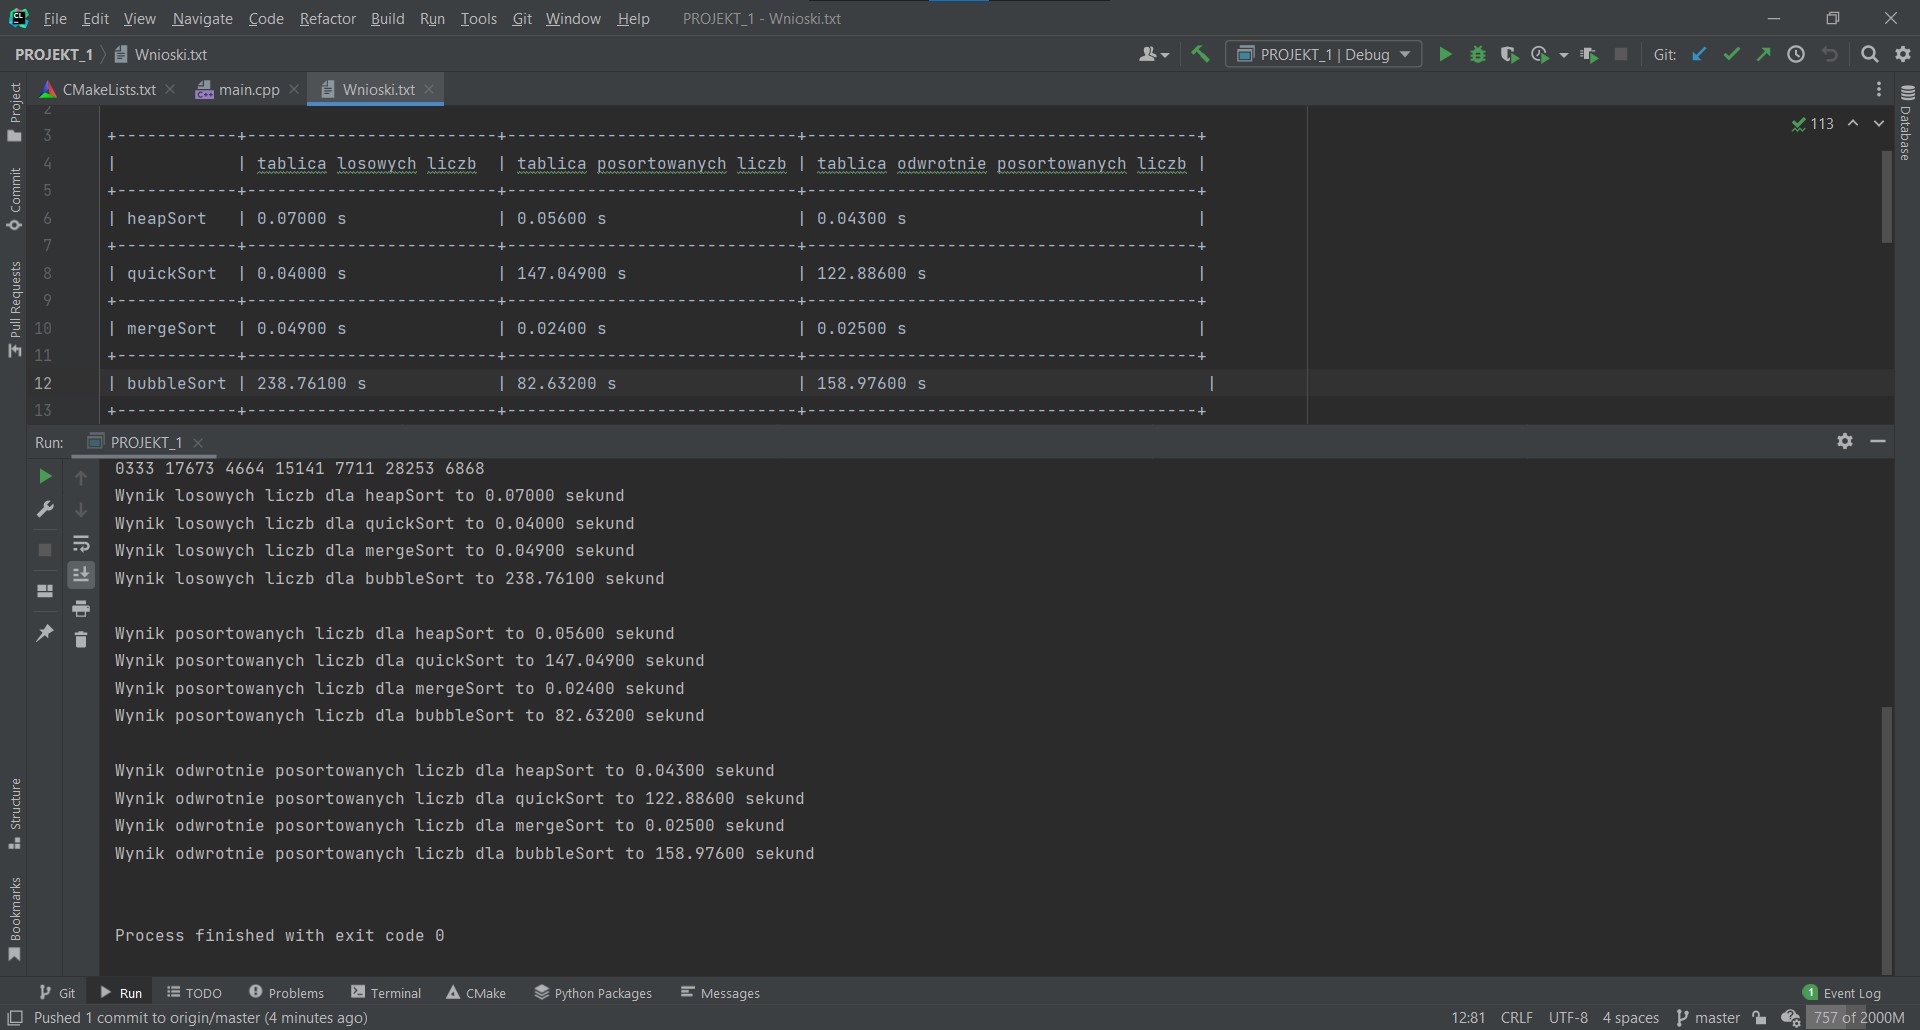 File Edit View Navigate Code Refactor Build Run Tools Git Window Help PROJEKT_1 - Wnioski.txt
PROJEKT_1 Wnioski.txt PROJEKT_1 | Debug Git:
CMakeLists.txt main.cpp Wnioski.txt
Project
Commit
Pull Requests
Structure
Bookmarks
Database
113
2
3 +------------+-------------------------+-----------------------------+---------------------------------------+
4 |            | tablica losowych liczb  | tablica posortowanych liczb | tablica odwrotnie posortowanych liczb |
5 +------------+-------------------------+-----------------------------+---------------------------------------+
6 | heapSort   | 0.07000 s               | 0.05600 s                   | 0.04300 s                             |
7 +------------+-------------------------+-----------------------------+---------------------------------------+
8 | quickSort  | 0.04000 s               | 147.04900 s                 | 122.88600 s                           |
9 +------------+-------------------------+-----------------------------+---------------------------------------+
10 | mergeSort  | 0.04900 s               | 0.02400 s                   | 0.02500 s                             |
11 +------------+-------------------------+-----------------------------+---------------------------------------+
12 | bubbleSort | 238.76100 s             | 82.63200 s                  | 158.97600 s                            |
13 +------------+-------------------------+-----------------------------+---------------------------------------+
Run: PROJEKT_1
0333 17673 4664 15141 7711 28253 6868
Wynik losowych liczb dla heapSort to 0.07000 sekund
Wynik losowych liczb dla quickSort to 0.04000 sekund
Wynik losowych liczb dla mergeSort to 0.04900 sekund
Wynik losowych liczb dla bubbleSort to 238.76100 sekund
Wynik posortowanych liczb dla heapSort to 0.05600 sekund
Wynik posortowanych liczb dla quickSort to 147.04900 sekund
Wynik posortowanych liczb dla mergeSort to 0.02400 sekund
Wynik posortowanych liczb dla bubbleSort to 82.63200 sekund
Wynik odwrotnie posortowanych liczb dla heapSort to 0.04300 sekund
Wynik odwrotnie posortowanych liczb dla quickSort to 122.88600 sekund
Wynik odwrotnie posortowanych liczb dla mergeSort to 0.02500 sekund
Wynik odwrotnie posortowanych liczb dla bubbleSort to 158.97600 sekund
Process finished with exit code 0
Git Run TODO Problems Terminal CMake Python Packages Messages 1 Event Log
Pushed 1 commit to origin/master (4 minutes ago) 12:81 CRLF UTF-8 4 spaces master 757 of 2000M